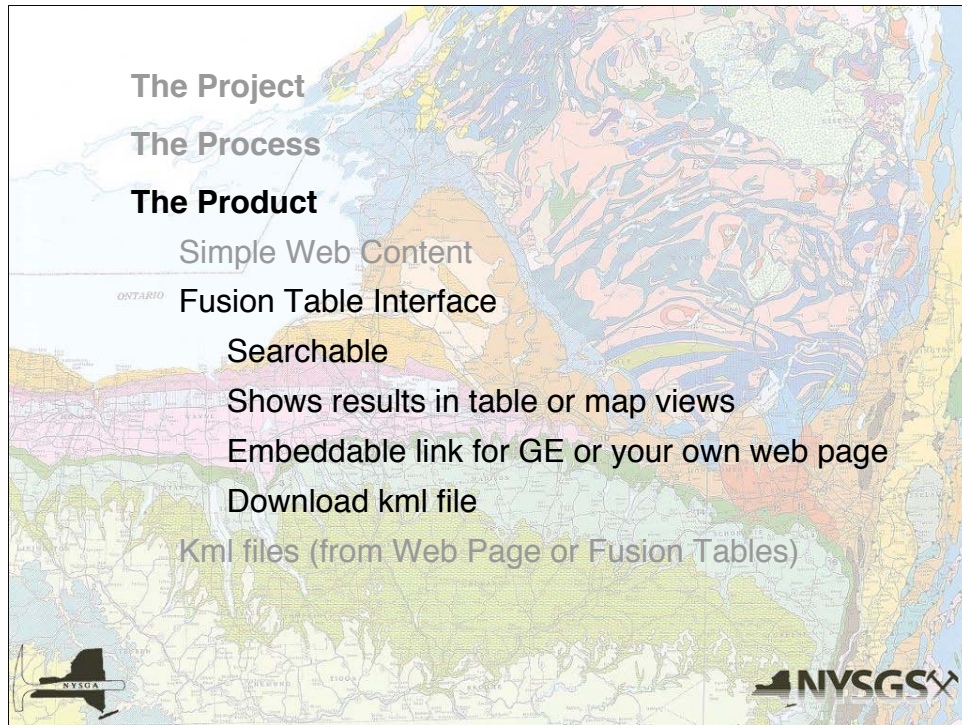 The Project
The Process
The Product
Simple Web Content
ONTARIO
Fusion Table Interface
Searchable
Shows results in table or map views
Embeddable link for GE or your own web page
Download kml file
Kml files (from Web Page or Fusion Tables)
NYSGA
NYSGS